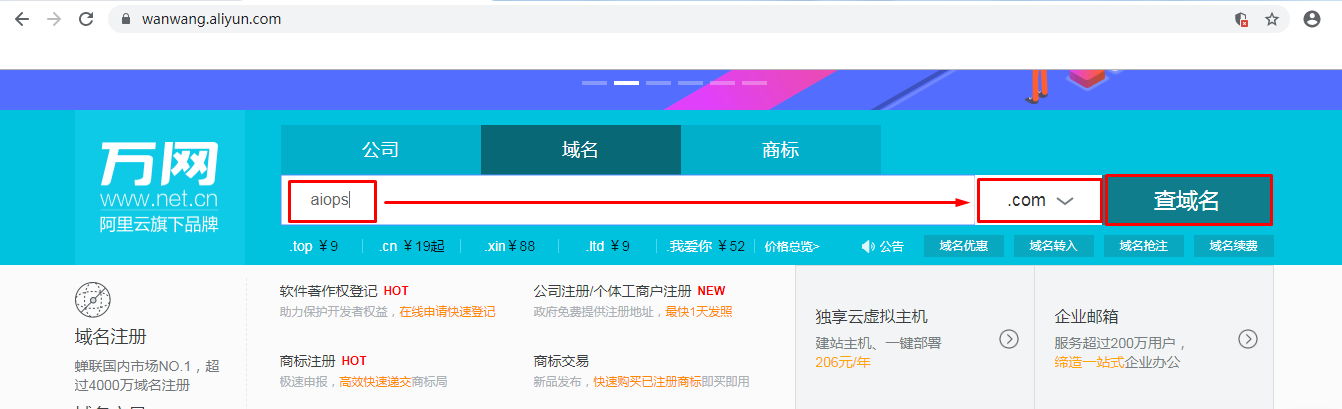 wanwang.aliyun.com
万网
www.net.cn
阿里云旗下品牌
公司 域名 商标
aiops .com 查域名
.top ¥ 9 .cn ¥ 19起 .xin ¥ 88 .ltd ¥ 9 .我爱你 ¥ 52 价格总览> 公告 域名优惠 域名转入 域名抢注 域名续费
域名注册
蝉联国内市场NO.1，超
过4000万域名注册
软件著作权登记 HOT
助力保护开发者权益，在线申请快速登记
公司注册/个体工商户注册 NEW
政府免费提供注册地址，最快1天发照
商标注册 HOT
极速申报，高效快速递交商标局
商标交易
新品发布，快速购买已注册商标即买即用
独享云虚拟主机
建站主机、一键部署
206元/年
企业邮箱
服务超过200万用户，
缔造一站式企业办公